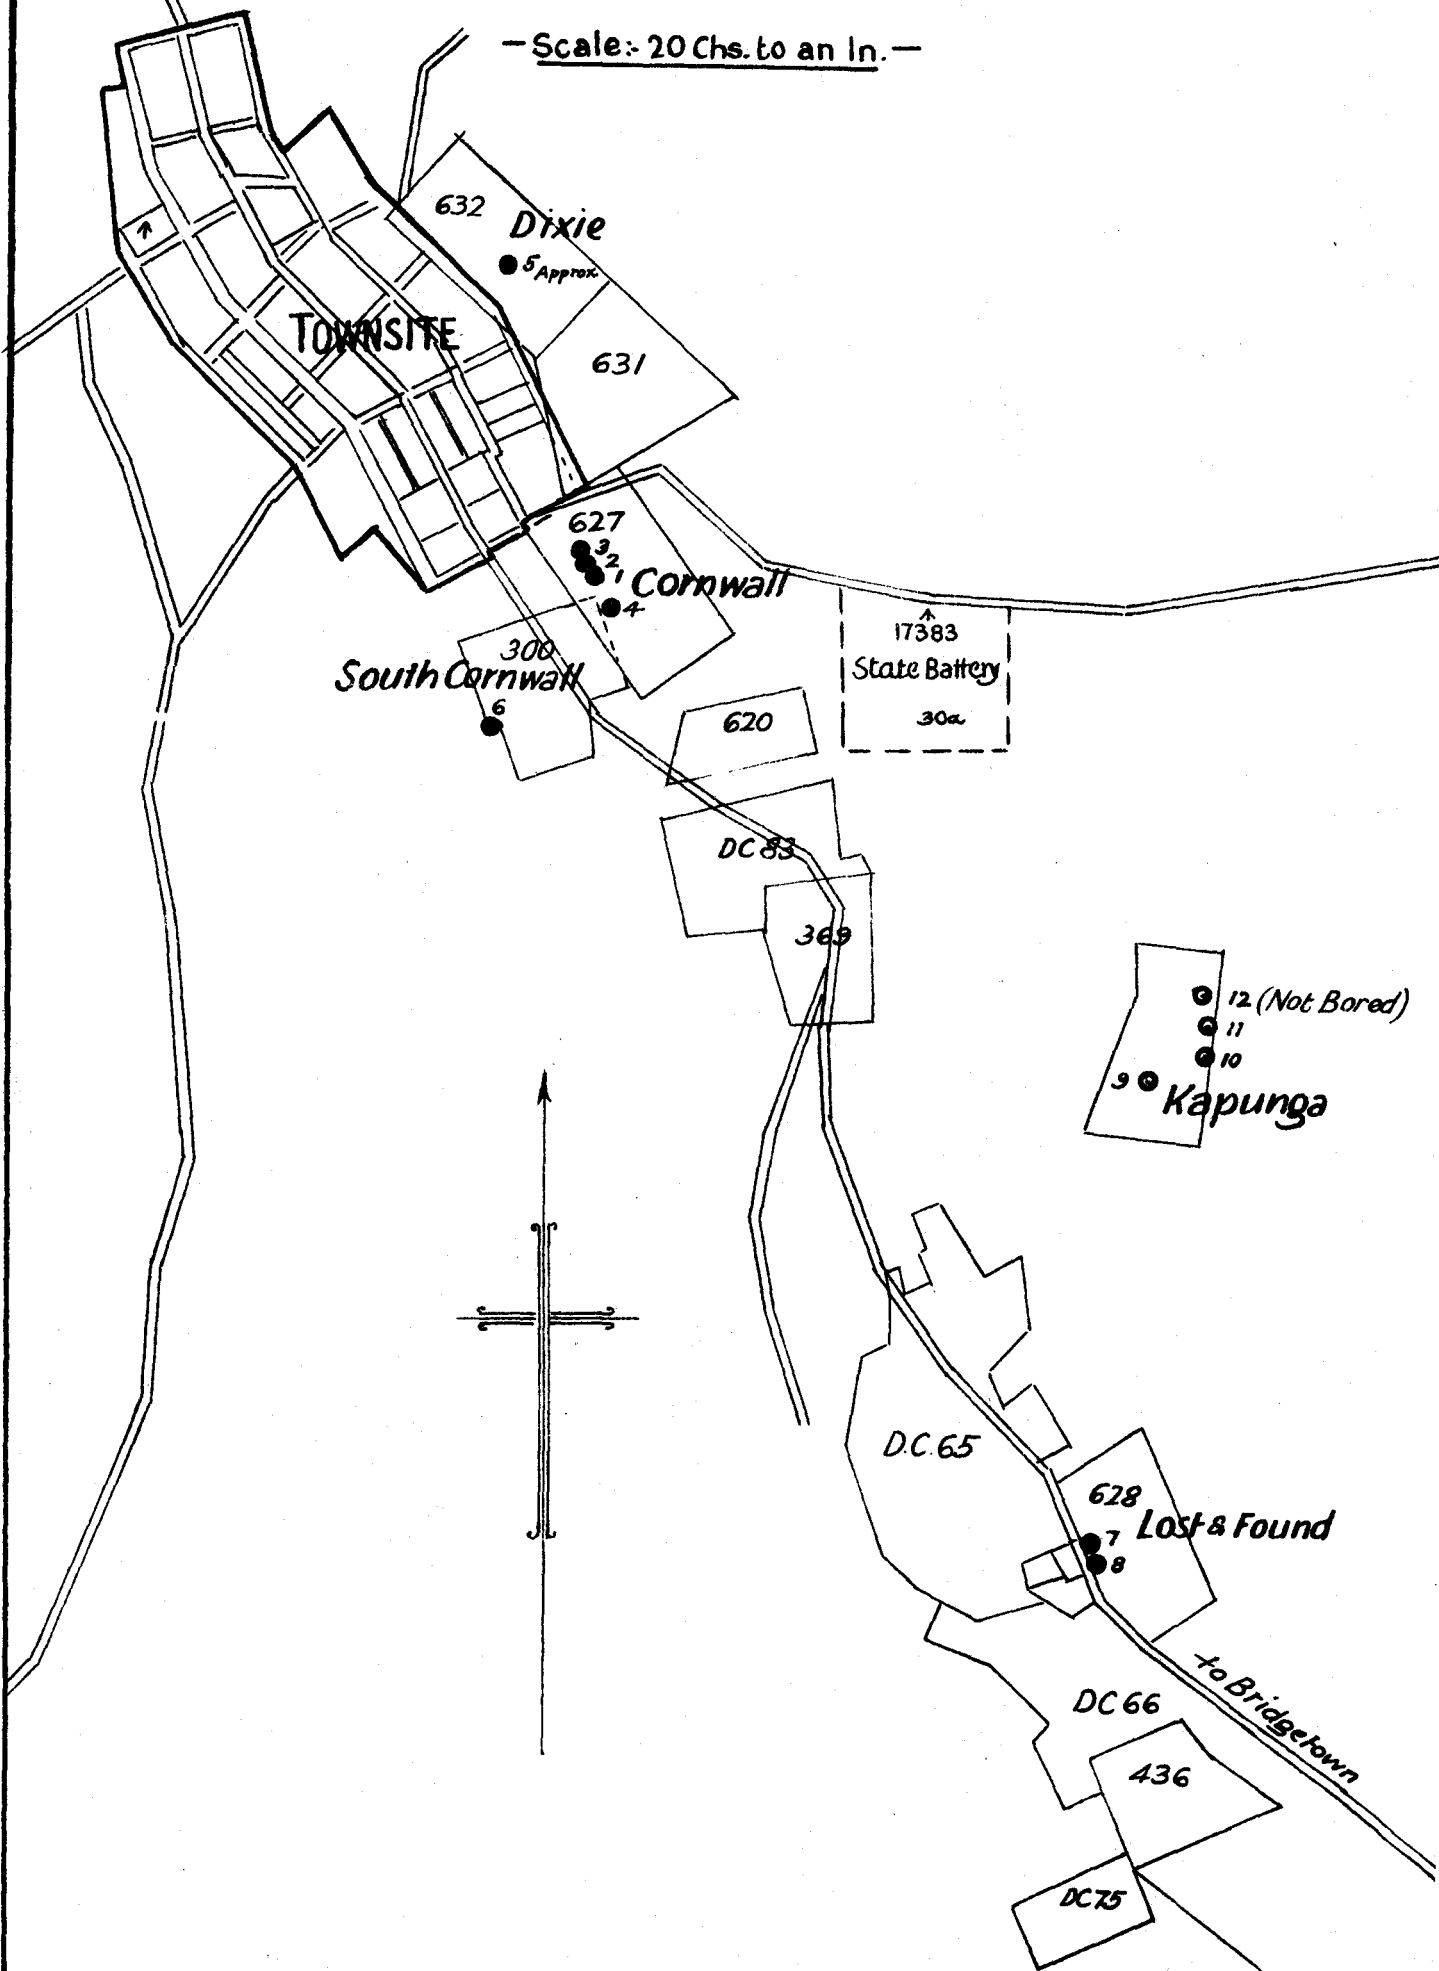 —Scale:- 20 Chs. to an In.—
632
Dixie
5 Approx.
TOWNSITE
631
627
3
2
1
Cornwall
4
300
South Cornwall
6
17383
State Battery
30a
620
DC 83
369
12 (Not Bored)
11
10
9
Kapunga
D.C. 65
628
Lost & Found
7
8
to Bridgetown
DC 66
436
DC 75